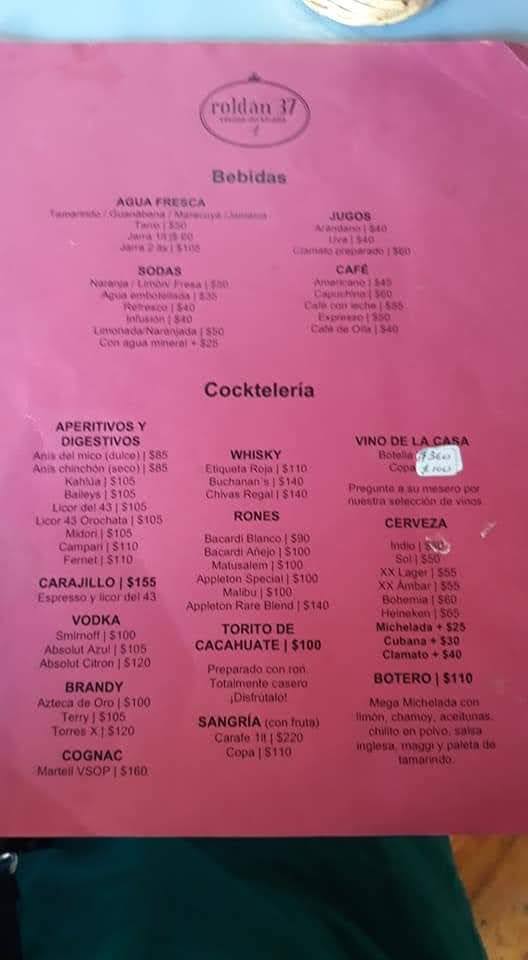 roldán 37
Bebidas
AGUA FRESCA
Tamarindo / Guanábana / Maracuyá /Jamaica
Tarro | $50
Jarra 1lt |$ 80
Jarra 2 lts | $105
SODAS
Naranja / Limón/ Fresa | $50
Agua embotellada | $35
Refresco | $40
Infusión | $40
Limonada/Naranjada | $50
Con agua mineral + $25
JUGOS
Arándano | $40
Uva | $40
Clamato preparado | $60
CAFÉ
Americano | $45
Capuchino | $60
Café con leche | $55
Expresso | $50
Café de Olla | $40
Cocktelería
APERITIVOS Y
DIGESTIVOS
Anís del mico (dulce) | $85
Anís chinchón (seco) | $85
Kahlúa | $105
Baileys | $105
Licor del 43 | $105
Licor 43 Orochata | $105
Midori | $105
Campari | $110
Fernet | $110
CARAJILLO | $155
Espresso y licor del 43
VODKA
Smirnoff | $100
Absolut Azul | $105
Absolut Citron | $120
BRANDY
Azteca de Oro | $100
Terry | $105
Torres X | $120
COGNAC
Martell VSOP | $160
WHISKY
Etiqueta Roja | $110
Buchanan´s | $140
Chivas Regal | $140
RONES
Bacardi Blanco | $90
Bacardi Añejo | $100
Matusalem | $100
Appleton Special | $100
Malibu | $100
Appleton Rare Blend | $140
TORITO DE
CACAHUATE | $100
Preparado con ron.
Totalmente casero
¡Disfrútalo!
SANGRÍA (con fruta)
Carafe 1lt | $220
Copa | $110
VINO DE LA CASA
Botella $360
Copa
Pregunte a su mesero por
nuestra selección de vinos.
CERVEZA
Indio |
Sol | $50
XX Lager | $55
XX Ámbar | $55
Bohemia | $60
Heineken | $65
Michelada + $25
Cubana + $30
Clamato + $40
BOTERO | $110
Mega Michelada con
limón, chamoy, aceitunas,
chilito en polvo, salsa
inglesa, maggi y paleta de
tamarindo.